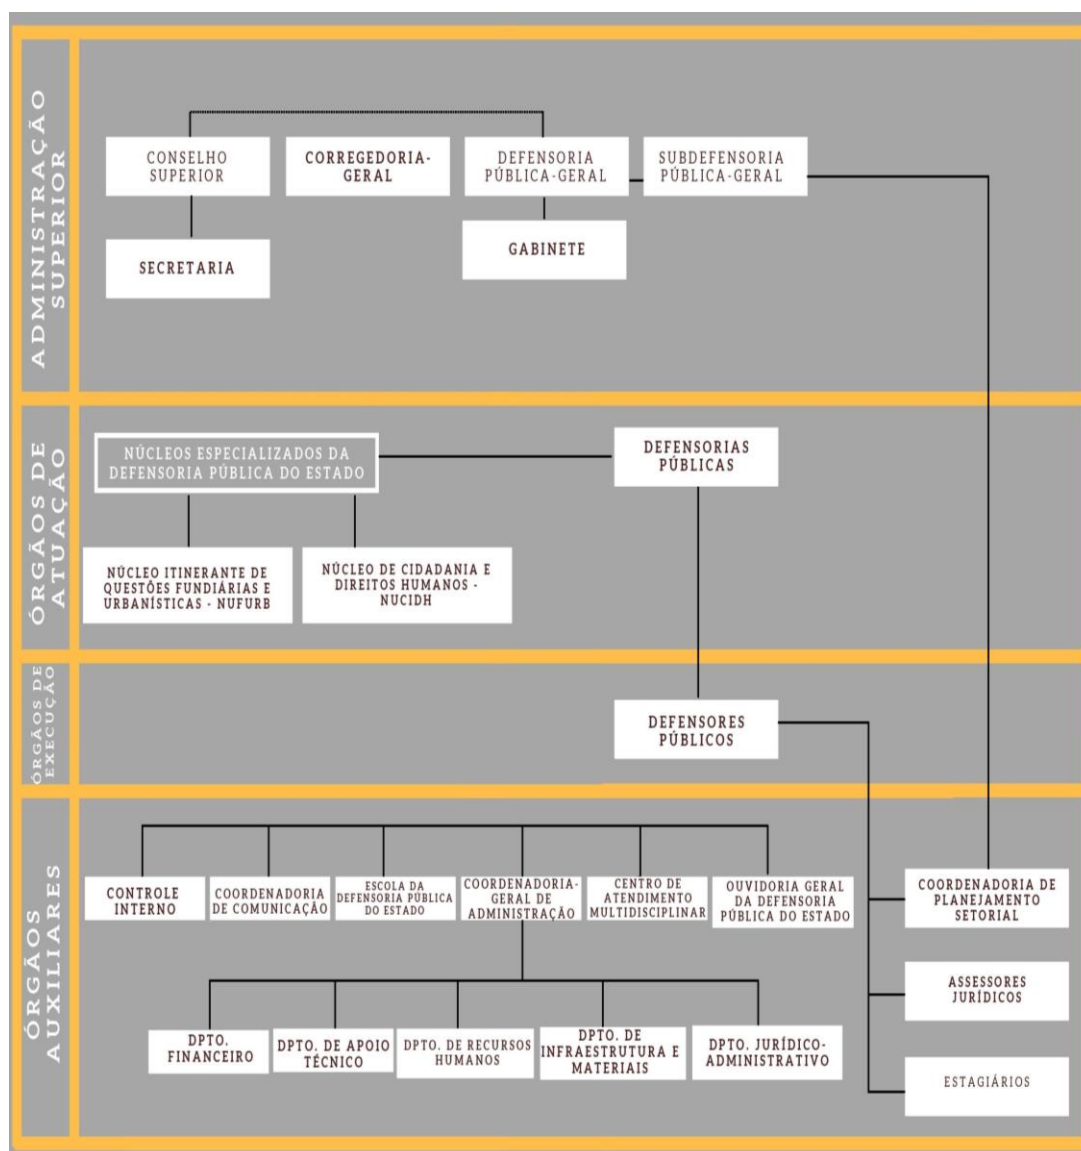 ADMINISTRAÇÃO
SUPERIOR
CONSELHO
SUPERIOR
CORREGEDORIA-
GERAL
DEFENSORIA
PÚBLICA-GERAL
SUBDEFENSORIA
PÚBLICA-GERAL
SECRETARIA
GABINETE
ÓRGÃOS DE
ATUAÇÃO
NÚCLEOS ESPECIALIZADOS DA
DEFENSORIA PÚBLICA DO ESTADO
DEFENSORIAS
PÚBLICAS
NÚCLEO ITINERANTE DE
QUESTÕES FUNDIÁRIAS E
URBANÍSTICAS - NUFURB
NÚCLEO DE CIDADANIA E
DIREITOS HUMANOS -
NUCIDH
ÓRGÃOS DE
EXECUÇÃO
DEFENSORES
PÚBLICOS
ÓRGÃOS
AUXILIARES
CONTROLE
INTERNO
COORDENADORIA
DE COMUNICAÇÃO
ESCOLA DA
DEFENSORIA PÚBLICA
DO ESTADO
COORDENADORIA-
GERAL DE
ADMINISTRAÇÃO
CENTRO DE
ATENDIMENTO
MULTIDISCIPLINAR
OUVIDORIA GERAL
DA DEFENSORIA
PÚBLICA DO ESTADO
COORDENADORIA DE
PLANEJAMENTO
SETORIAL
ASSESSORES
JURÍDICOS
DPTO.
FINANCEIRO
DPTO. DE APOIO
TÉCNICO
DPTO. DE RECURSOS
HUMANOS
DPTO. DE
INFRAESTRUTURA E
MATERIAIS
DPTO. JURÍDICO-
ADMINISTRATIVO
ESTAGIÁRIOS